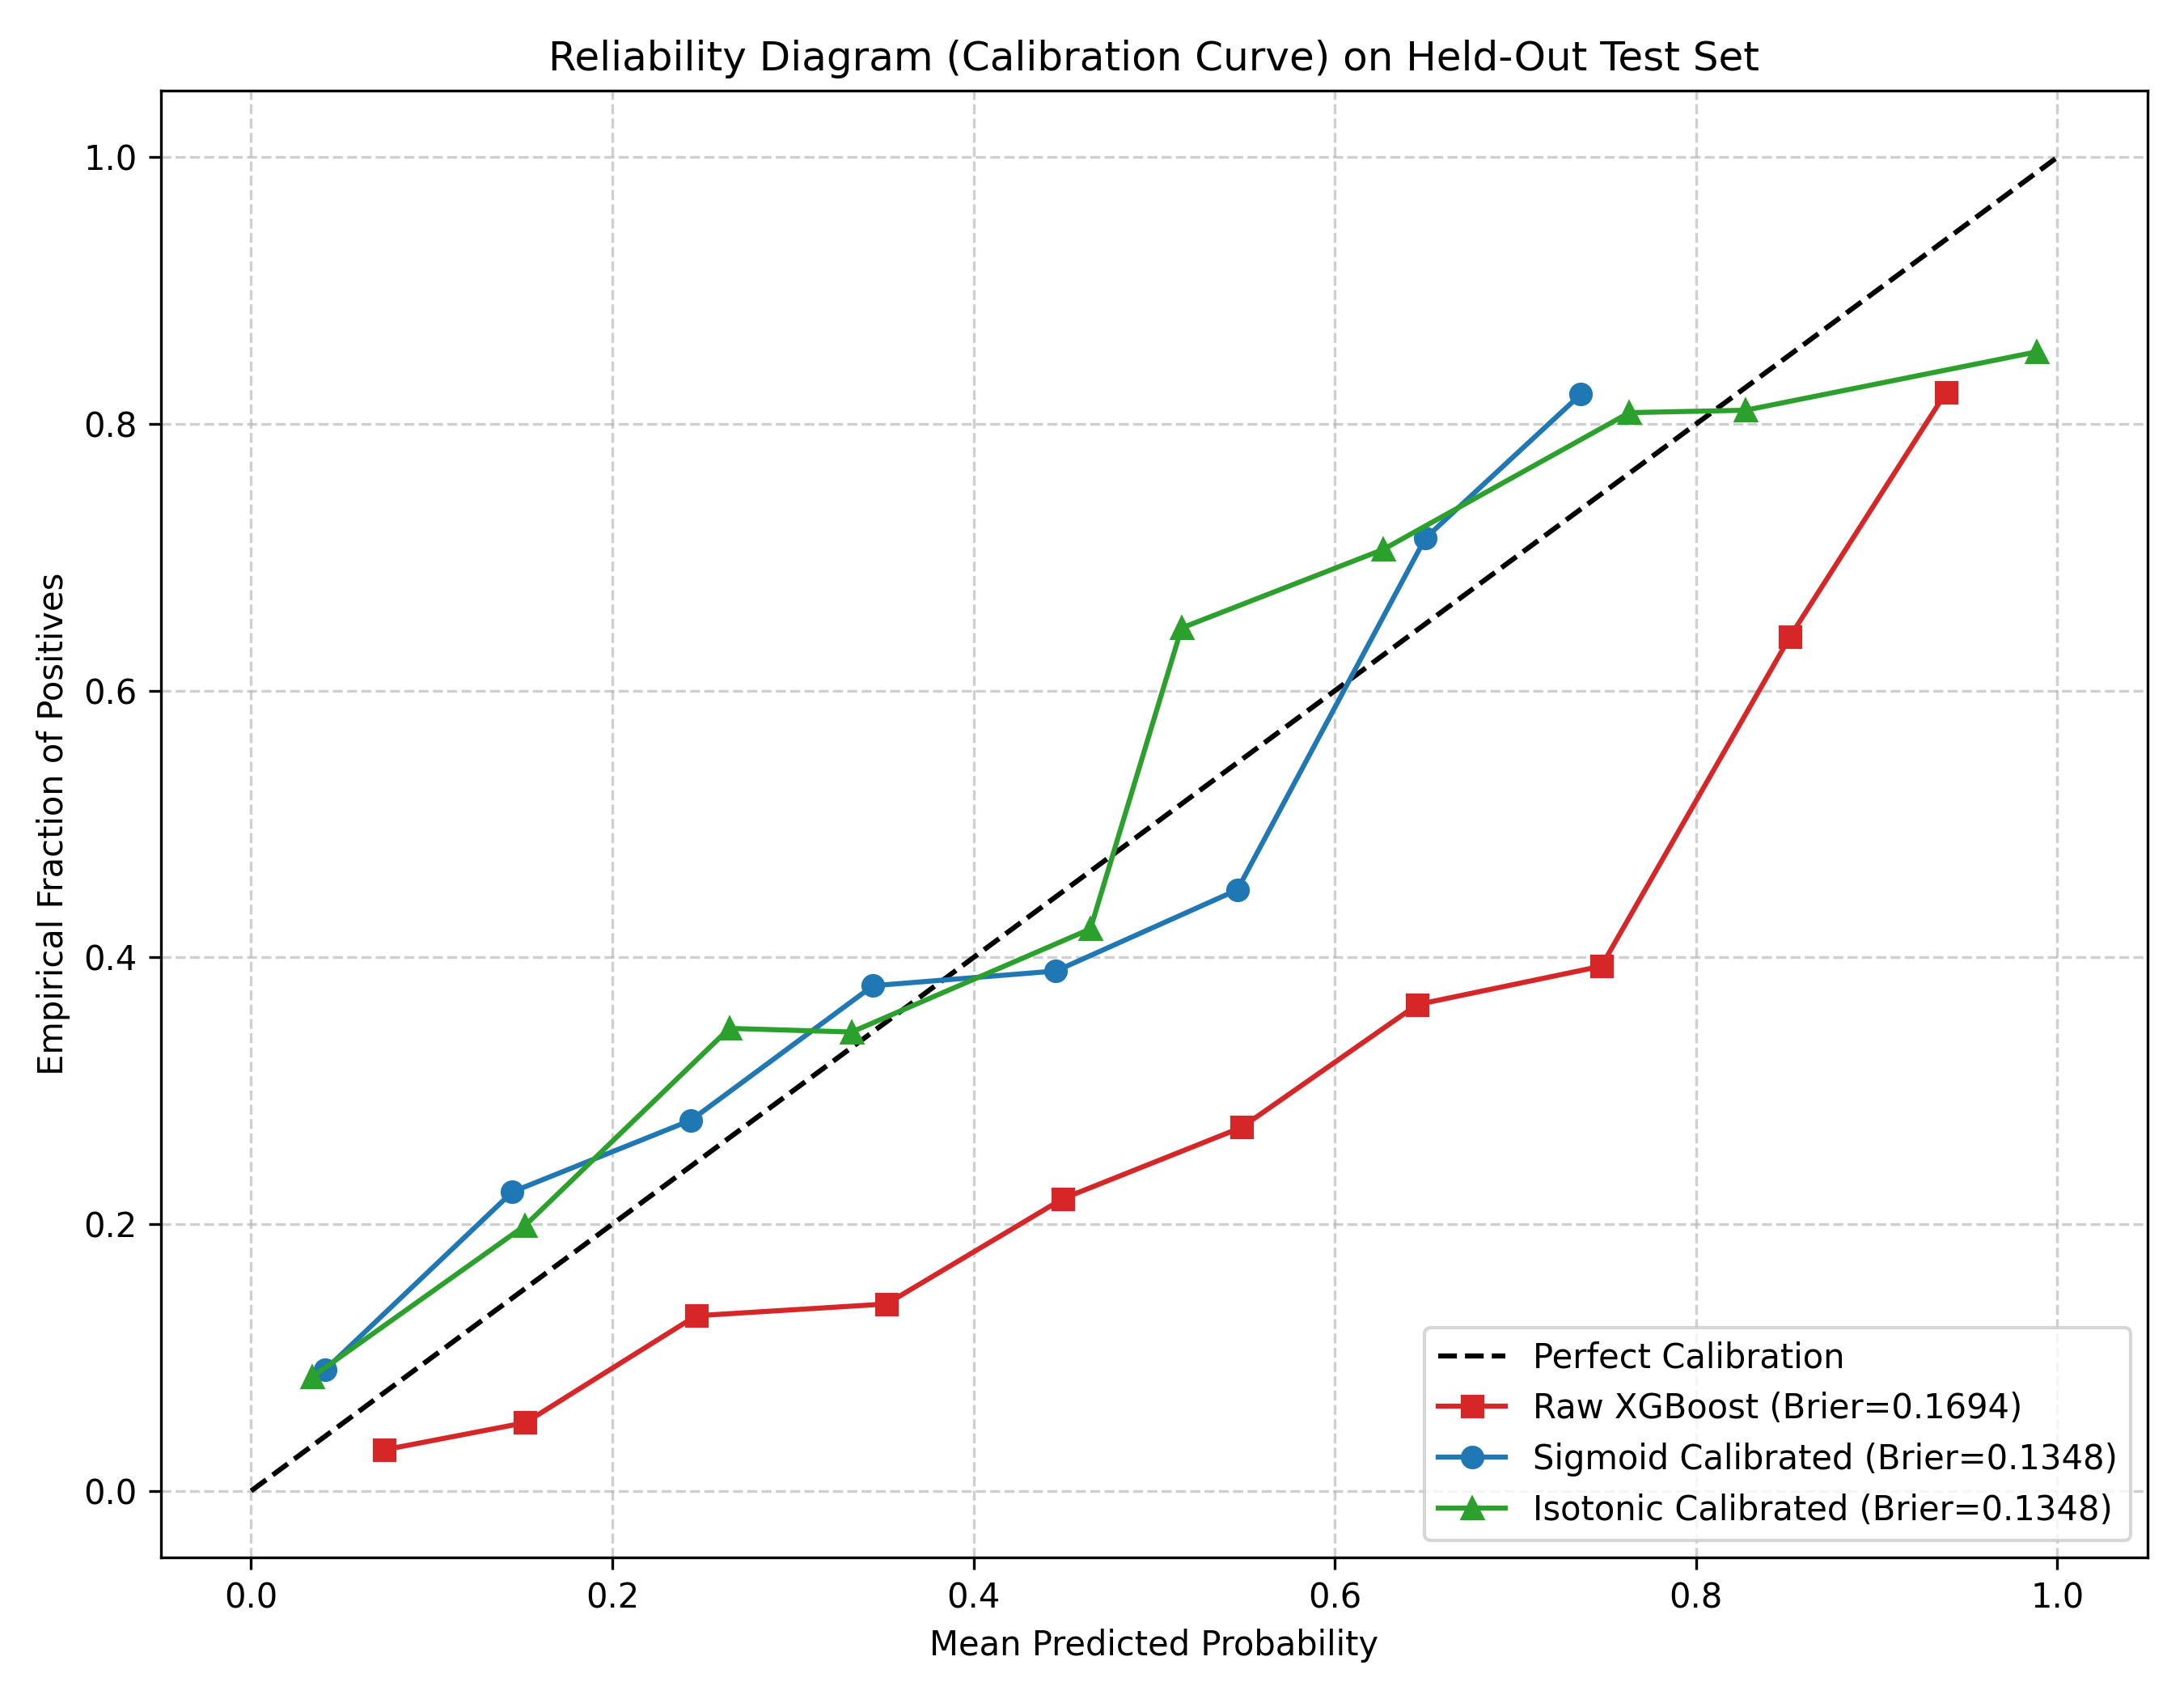 Reliability Diagram (Calibration Curve) on Held-Out Test Set
1.0
0.8
0.6
0.4
0.2
0.0
Empirical Fraction of Positives
Perfect Calibration
Raw XGBoost (Brier=0.1694)
Sigmoid Calibrated (Brier=0.1348)
Isotonic Calibrated (Brier=0.1348)
0.0 0.2 0.4 0.6 0.8 1.0
Mean Predicted Probability